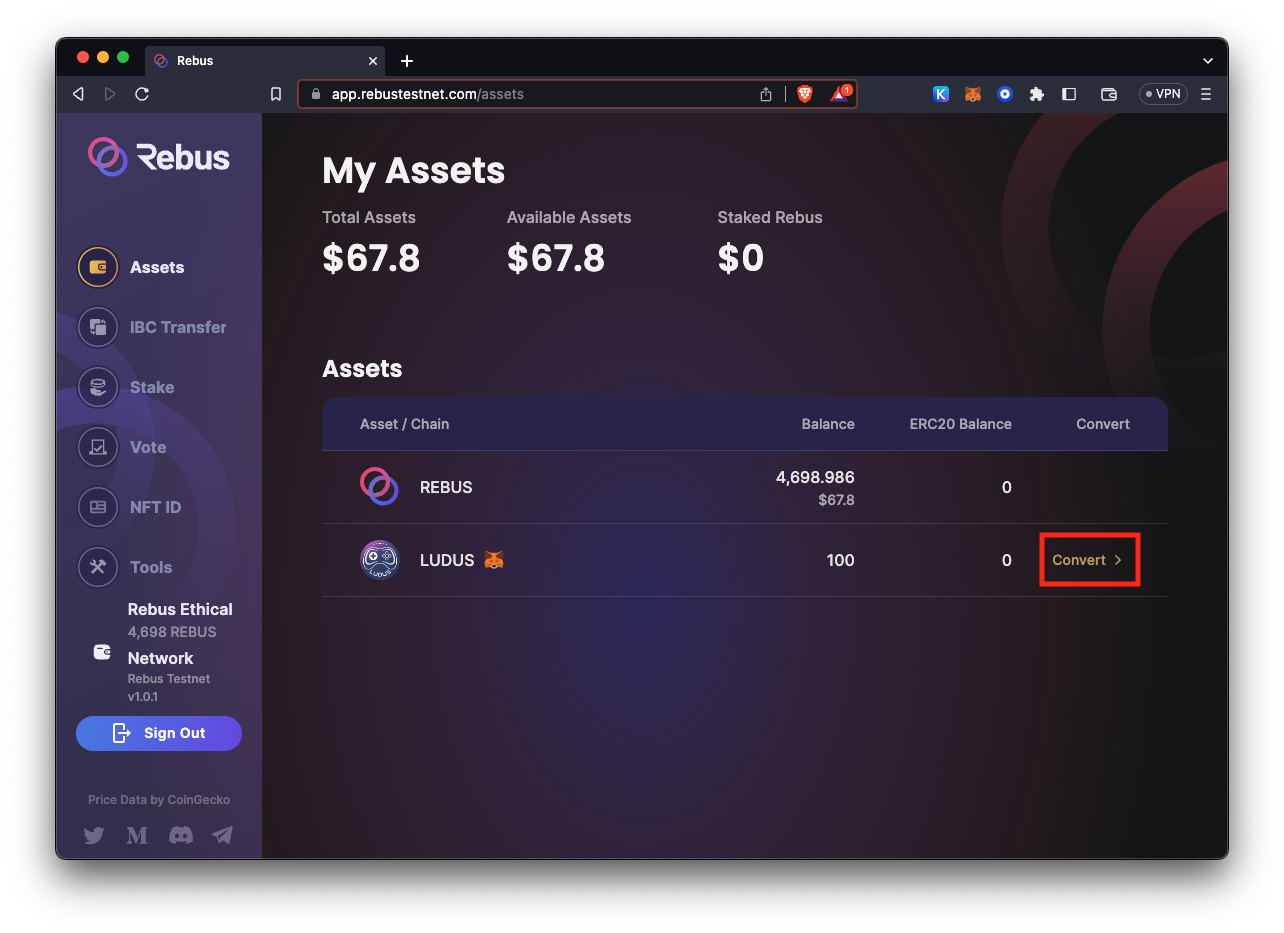 Rebus
app.rebustestnet.com/assets
1
K
VPN
Rebus
Assets
IBC Transfer
Stake
Vote
NFT ID
Tools
Rebus Ethical
4,698 REBUS
Network
Rebus Testnet
v1.0.1
Sign Out
Price Data by CoinGecko
M
My Assets
Total Assets Available Assets Staked Rebus
$67.8 $67.8 $0
Assets
Asset / Chain Balance ERC20 Balance Convert
REBUS 4,698.986 0
$67.8
LUDUS LUDUS 100 0 Convert >